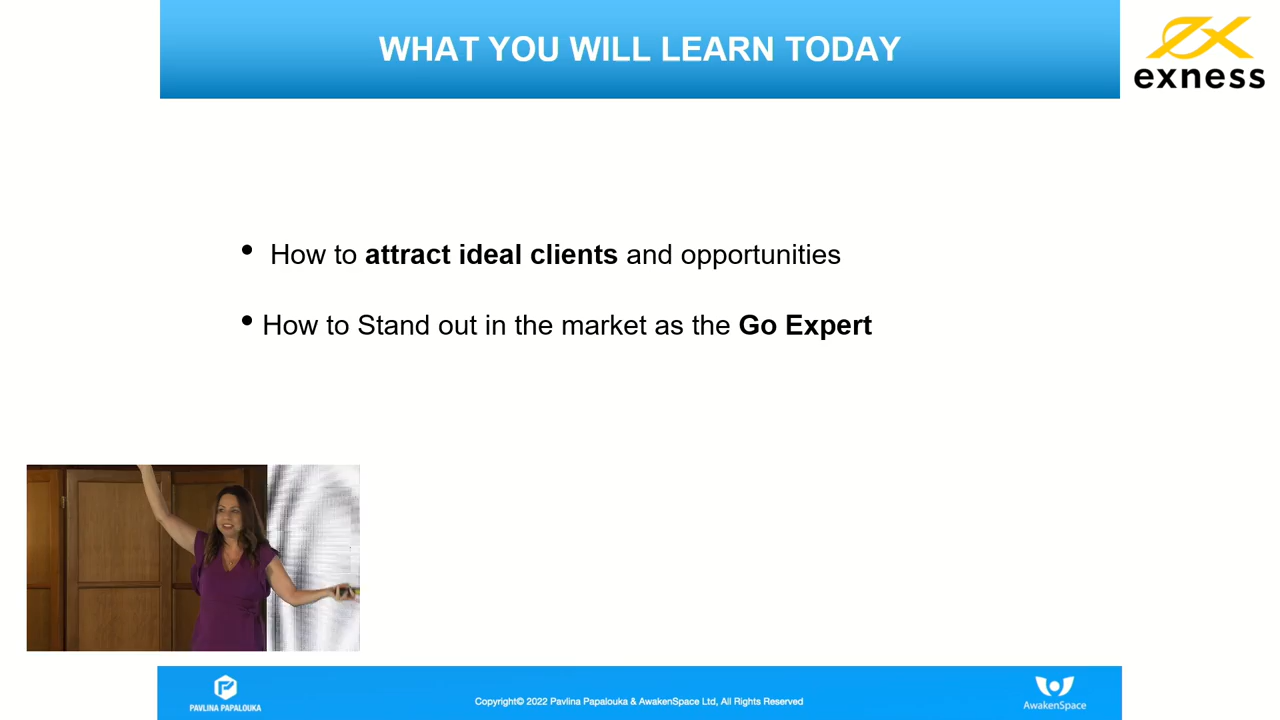 WHAT YOU WILL LEARN TODAY
exness
• How to attract ideal clients and opportunities
• How to Stand out in the market as the Go Expert
PAVLINA PAPALOUKA
Copyright© 2022 Pavlina Papalouka & AwakenSpace Ltd, All Rights Reserved
AwakenSpace